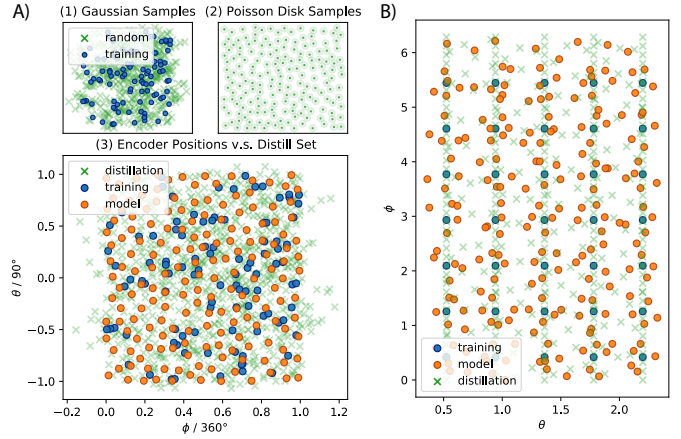 A)
(1) Gaussian Samples
random
training
(2) Poisson Disk Samples
(3) Encoder Positions v.s. Distill Set
distillation
training
model
1.0
0.5
0.0
−0.5
−1.0
θ / 90°
−0.2 0.0 0.2 0.4 0.6 0.8 1.0 1.2
ϕ / 360°
B)
6
5
4
3
2
1
0
ϕ
training
model
distillation
0.5 1.0 1.5 2.0
θ